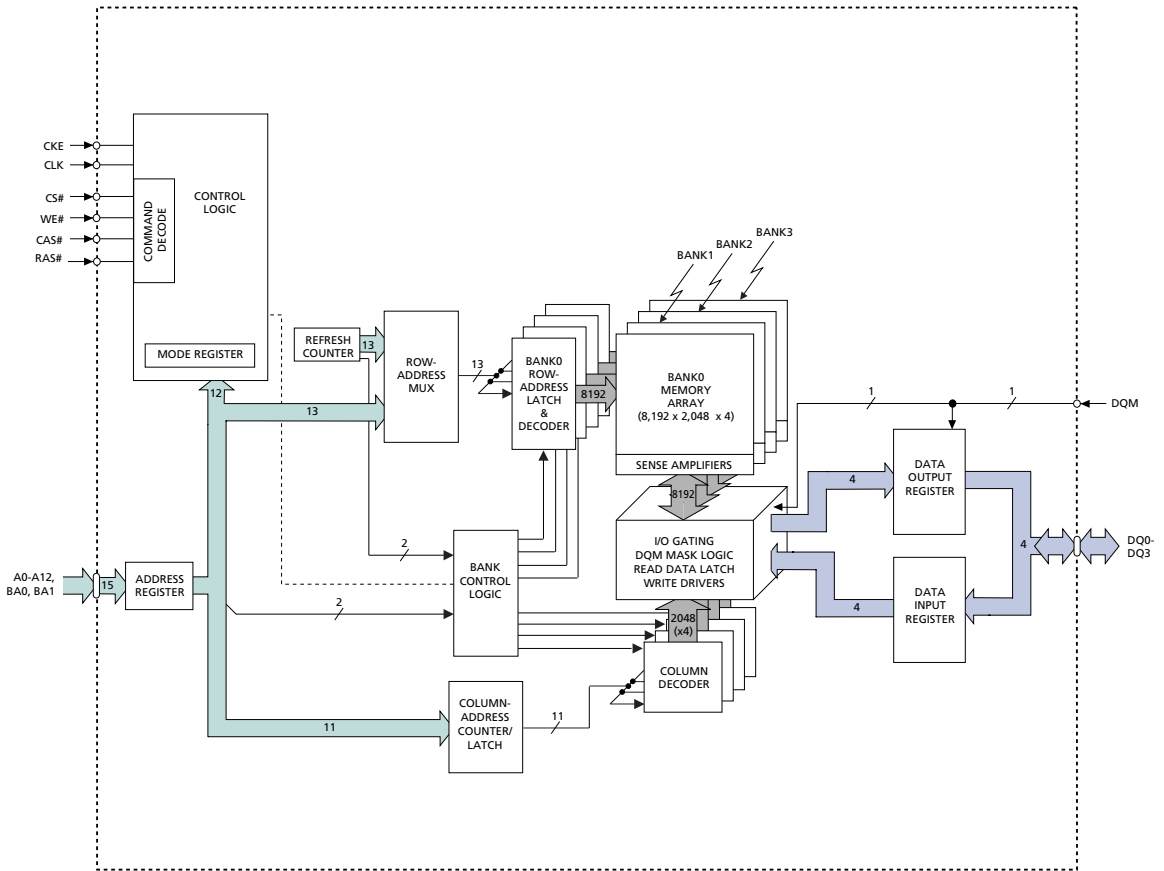 CKE
CLK
CS#
WE#
CAS#
RAS#
COMMAND
DECODE
CONTROL
LOGIC
MODE REGISTER
12
BANK3
BANK2
BANK1
REFRESH
COUNTER
13
ROW-
ADDRESS
MUX
13
13
BANK0
ROW-
ADDRESS
LATCH
&
DECODER
8192
BANK0
MEMORY
ARRAY
(8,192 x 2,048 x 4)
SENSE AMPLIFIERS
8192
1
1
DQM
DATA
OUTPUT
REGISTER
4
I/O GATING
DQM MASK LOGIC
READ DATA LATCH
WRITE DRIVERS
4
DQ0-
DQ3
2
BANK
CONTROL
LOGIC
A0-A12,
BA0, BA1
15
ADDRESS
REGISTER
2
DATA
INPUT
REGISTER
4
2048
(x4)
COLUMN
DECODER
COLUMN-
ADDRESS
COUNTER/
LATCH
11
11